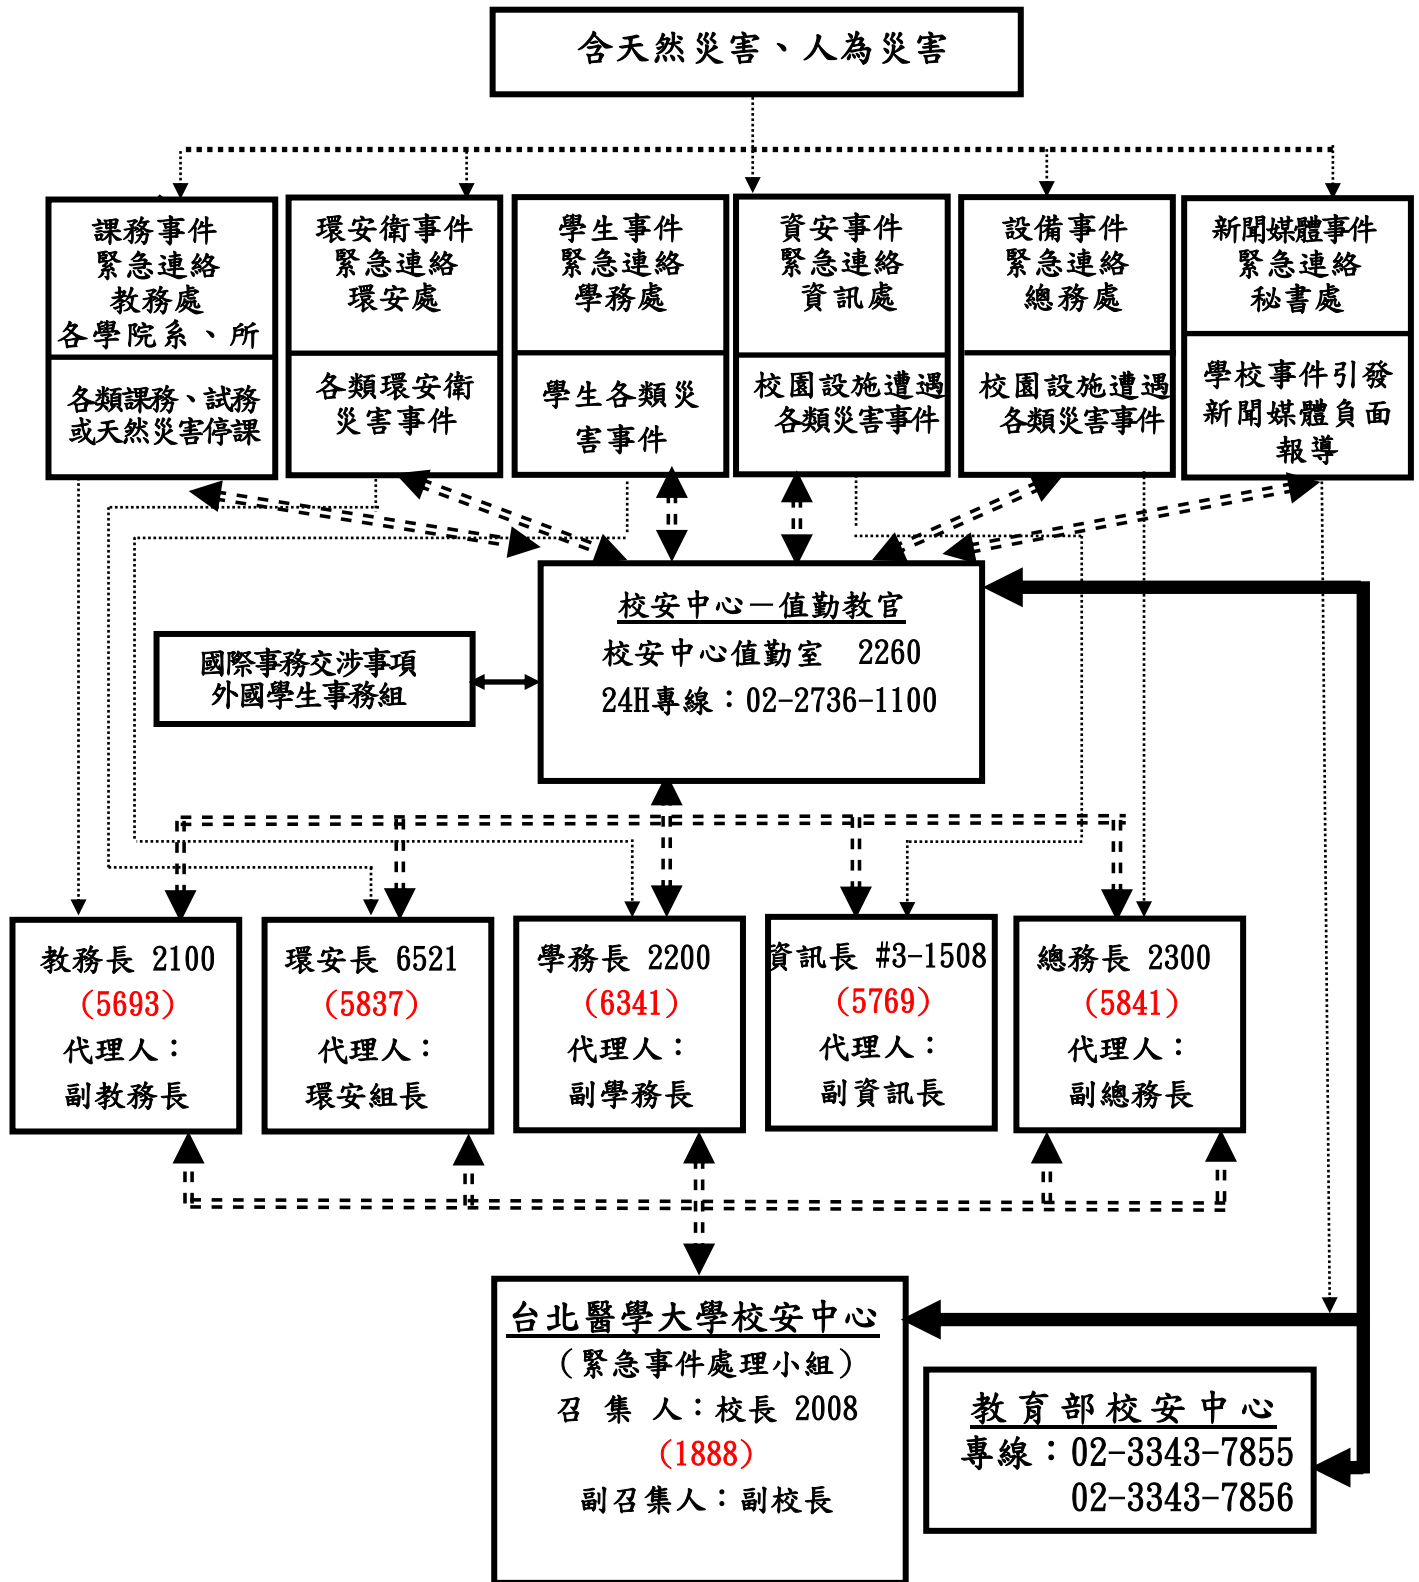 含天然災害、人為災害
課務事件
緊急連絡
教務處
各學院系、所
各類課務、試務
或天然災害停課
環安衛事件
緊急連絡
環安處
各類環安衛
災害事件
學生事件
緊急連絡
學務處
學生各類災
害事件
資安事件
緊急連絡
資訊處
校園設施遭遇
各類災害事件
設備事件
緊急連絡
總務處
校園設施遭遇
各類災害事件
新聞媒體事件
緊急連絡
秘書處
學校事件引發
新聞媒體負面
報導
校安中心－值勤教官
校安中心值勤室 2260
24H專線：02-2736-1100
國際事務交涉事項
外國學生事務組
教務長 2100
(5693)
代理人：
副教務長
環安長 6521
(5837)
代理人：
環安組長
學務長 2200
(6341)
代理人：
副學務長
資訊長 #3-1508
(5769)
代理人：
副資訊長
總務長 2300
(5841)
代理人：
副總務長
台北醫學大學校安中心
（緊急事件處理小組）
召 集 人：校長 2008
(1888)
副召集人：副校長
教育部校安中心
專線：02-3343-7855
02-3343-7856